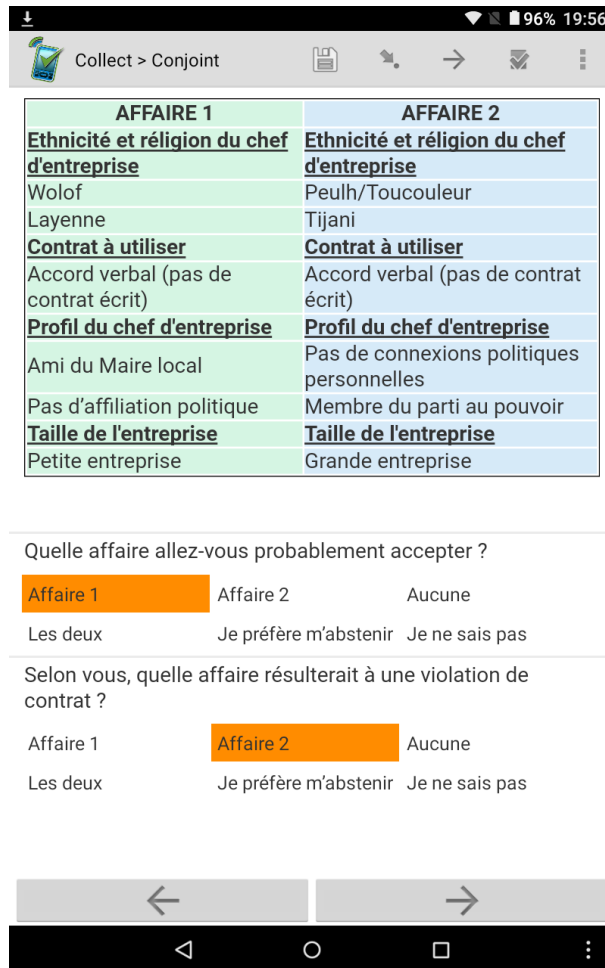 96% 19:56
Collect > Conjoint
AFFAIRE 1 AFFAIRE 2
Ethnicité et réligion du chef Ethnicité et réligion du chef
d'entreprise d'entreprise
Wolof Peulh/Toucouleur
Layenne Tijani
Contrat à utiliser Contrat à utiliser
Accord verbal (pas de Accord verbal (pas de contrat
contrat écrit) écrit)
Profil du chef d'entreprise Profil du chef d'entreprise
Ami du Maire local Pas de connexions politiques
personnelles
Pas d’affiliation politique Membre du parti au pouvoir
Taille de l'entreprise Taille de l'entreprise
Petite entreprise Grande entreprise
Quelle affaire allez-vous probablement accepter ?
Affaire 1 Affaire 2 Aucune
Les deux Je préfère m’abstenir Je ne sais pas
Selon vous, quelle affaire résulterait à une violation de
contrat ?
Affaire 1 Affaire 2 Aucune
Les deux Je préfère m’abstenir Je ne sais pas